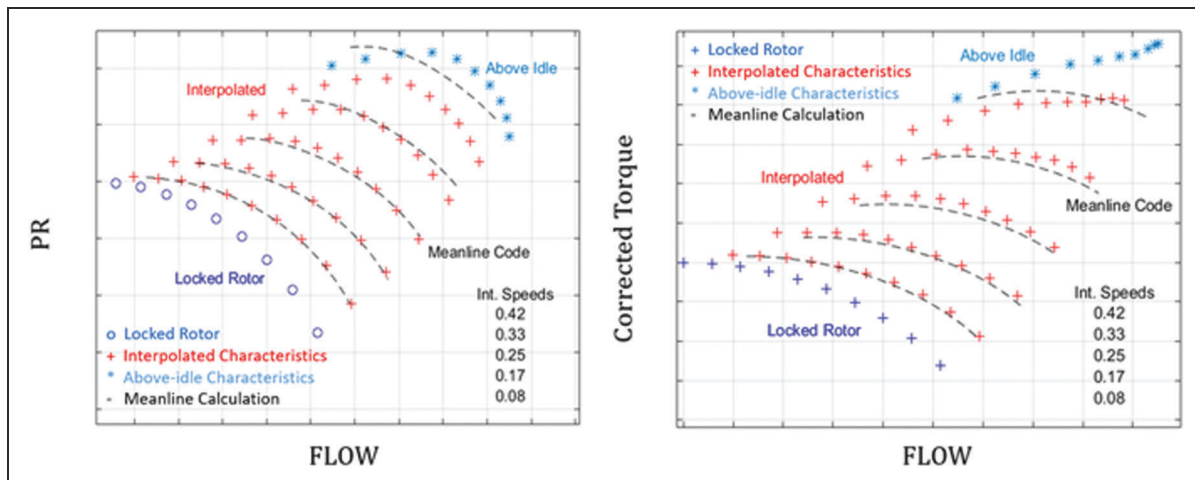 PR
Interpolated
Above Idle
Meanline Code
Locked Rotor
Int. Speeds
0.42
0.33
0.25
0.17
0.08
Locked Rotor
Interpolated Characteristics
Above-idle Characteristics
Meanline Calculation
FLOW
Corrected Torque
Locked Rotor
Interpolated Characteristics
Above-idle Characteristics
Meanline Calculation
Above Idle
Interpolated
Meanline Code
Locked Rotor
Int. Speeds
0.42
0.33
0.25
0.17
0.08
FLOW